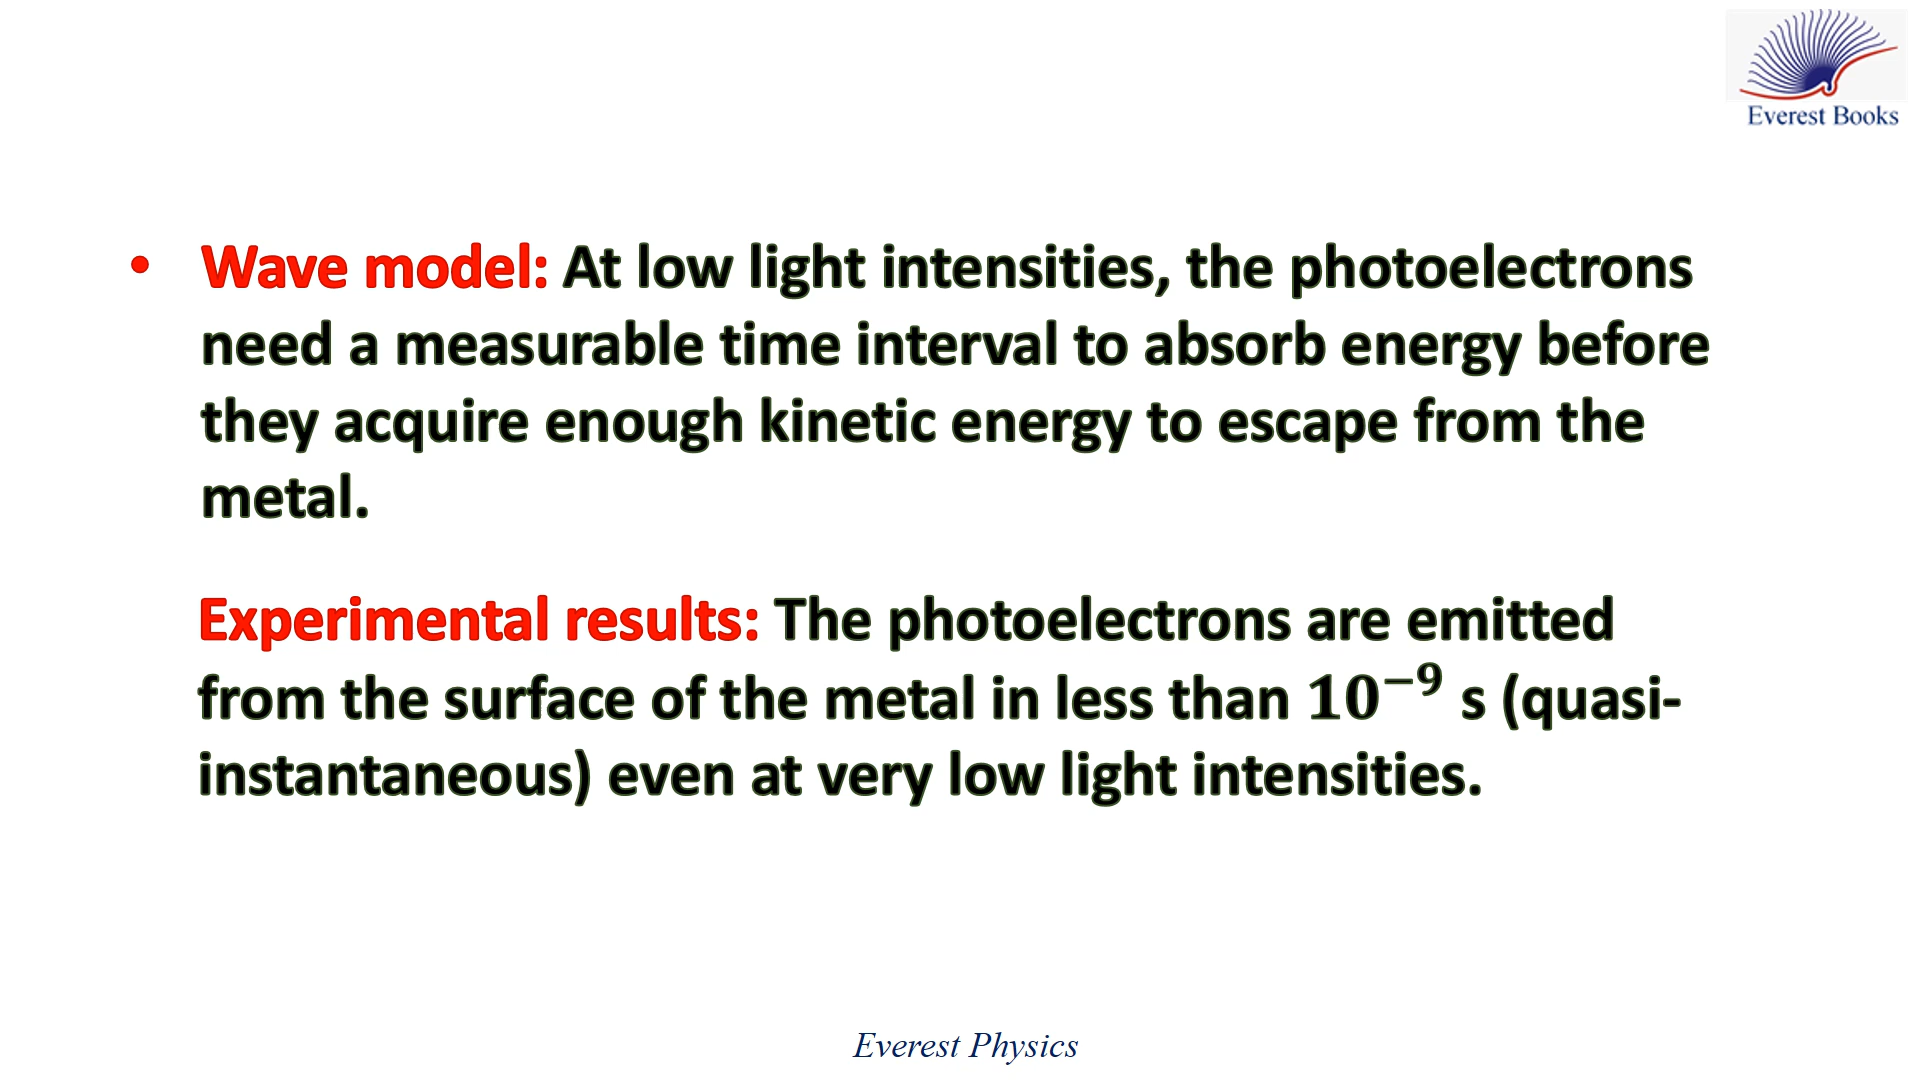 Everest Books
• Wave model: At low light intensities, the photoelectrons
need a measurable time interval to absorb energy before
they acquire enough kinetic energy to escape from the
metal.
Experimental results: The photoelectrons are emitted
from the surface of the metal in less than 10⁻⁹ s (quasi-
instantaneous) even at very low light intensities.
Everest Physics